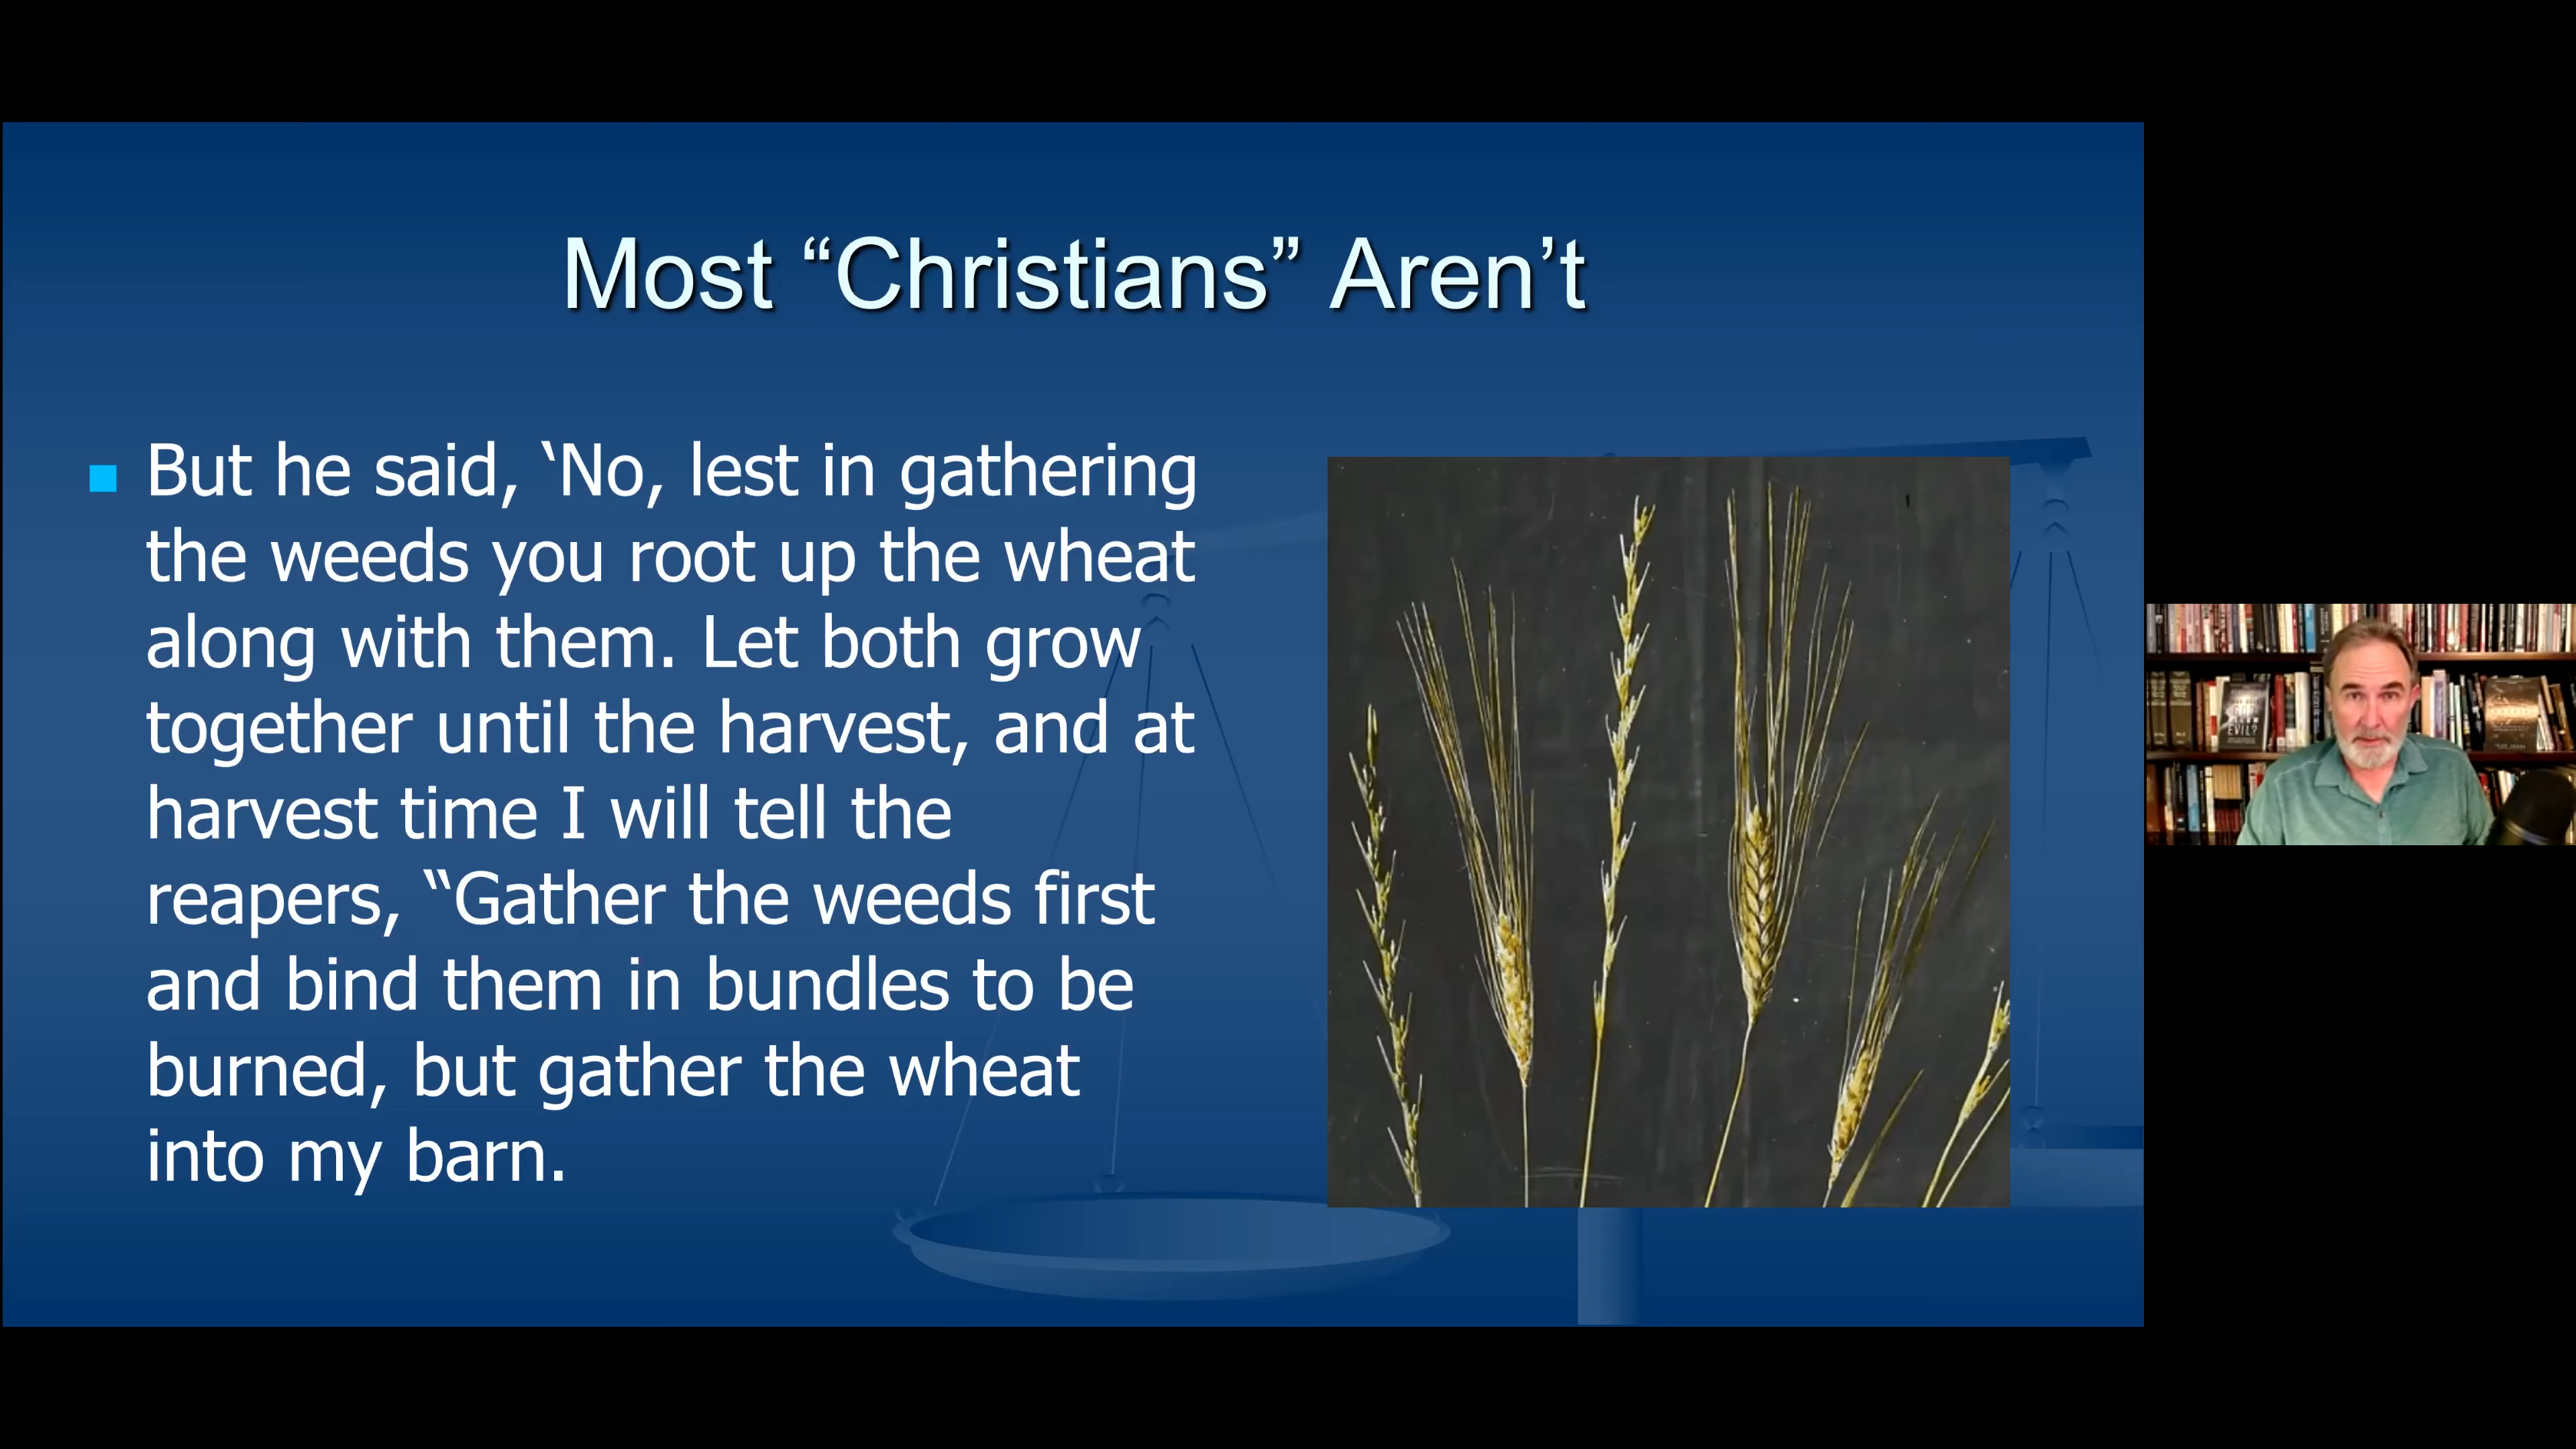 Most “Christians” Aren’t
But he said, ‘No, lest in gathering
the weeds you root up the wheat
along with them. Let both grow
together until the harvest, and at
harvest time I will tell the
reapers, “Gather the weeds first
and bind them in bundles to be
burned, but gather the wheat
into my barn.
GOD
EVIL?